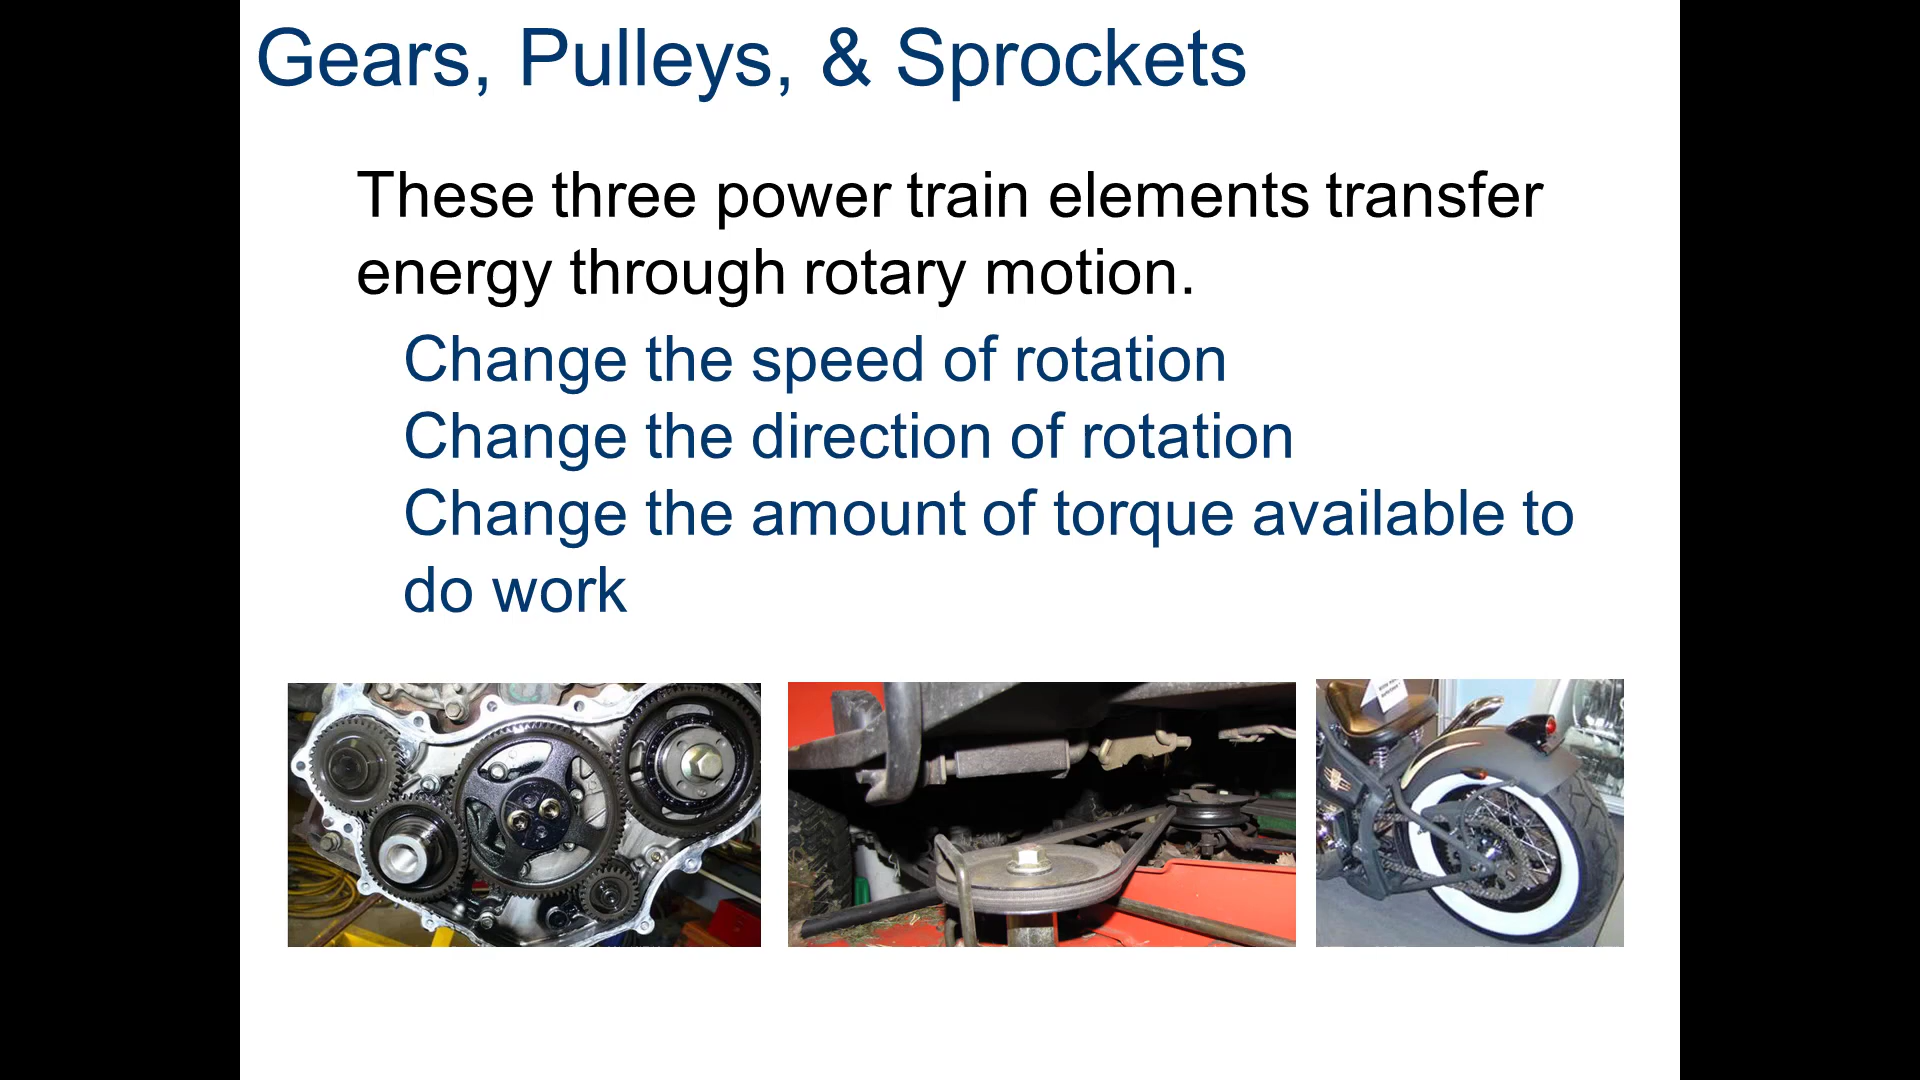 Gears, Pulleys, & Sprockets
These three power train elements transfer
energy through rotary motion.
Change the speed of rotation
Change the direction of rotation
Change the amount of torque available to
do work